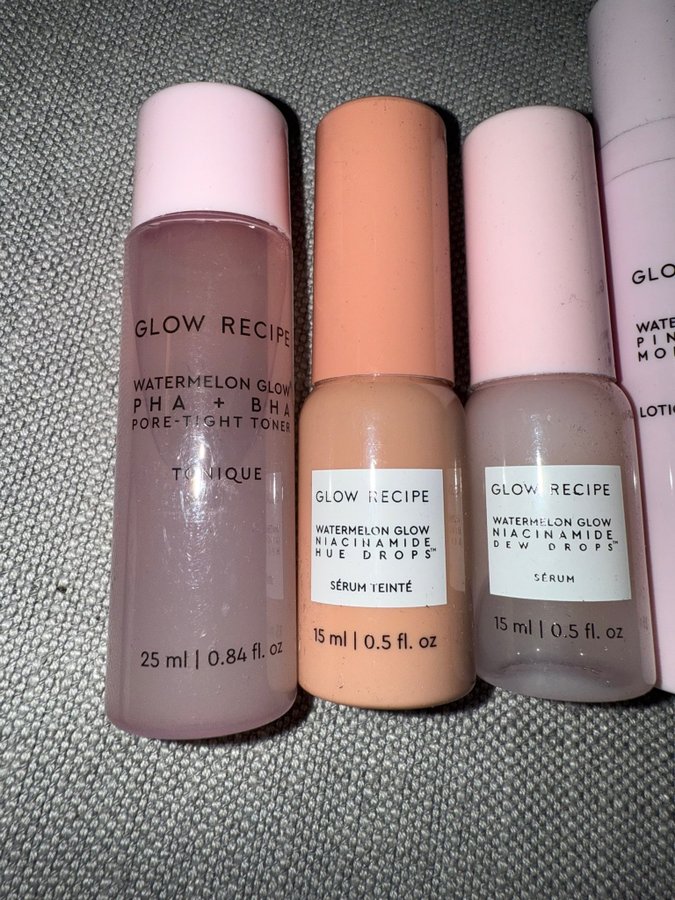 GLOW RECIPE
WATERMELON GLOW
PHA + BHA
PORE-TIGHT TONER
TONIQUE
25 ml | 0.84 fl. oz
GLOW RECIPE
WATERMELON GLOW
NIACINAMIDE
HUE DROPS™
SÉRUM TEINTÉ
15 ml | 0.5 fl. oz
GLOW RECIPE
WATERMELON GLOW
NIACINAMIDE
DEW DROPS™
SÉRUM
15 ml | 0.5 fl. oz
GLO
WATE
PIN
MOI
LOTIO